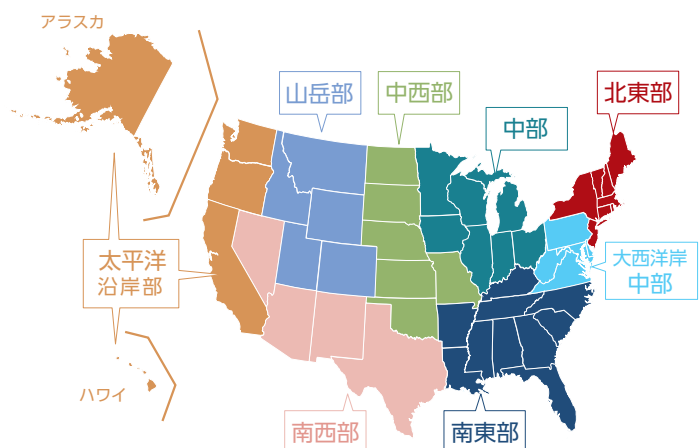 アラスカ
山岳部
中西部
北東部
中部
太平洋
沿岸部
大西洋岸
中部
ハワイ
南西部
南東部